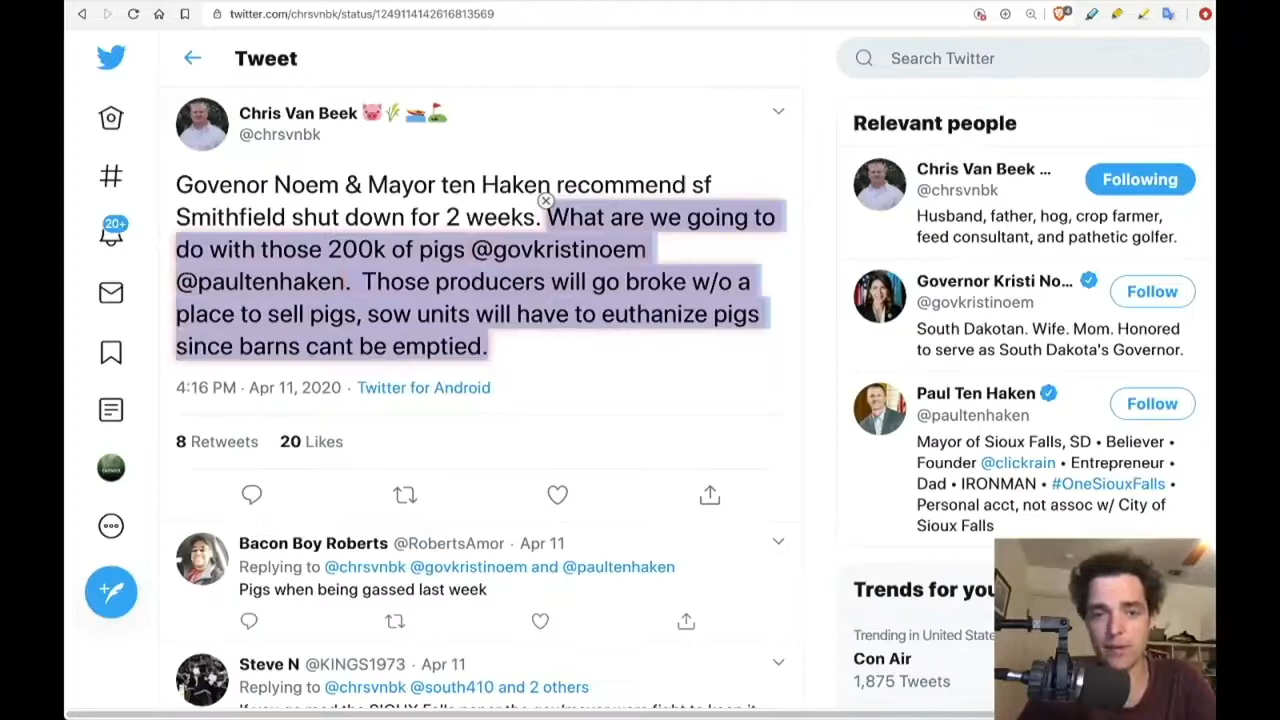 twitter.com/chrsvnbk/status/1249114142616813569
Tweet
Search Twitter
Chris Van Beek
@chrsvnbk
Govenor Noem & Mayor ten Haken recommend sf
Smithfield shut down for 2 weeks. What are we going to
do with those 200k of pigs @govkristinoem
@paultenhaken.  Those producers will go broke w/o a
place to sell pigs, sow units will have to euthanize pigs
since barns cant be emptied.
4:16 PM · Apr 11, 2020 · Twitter for Android
8 Retweets 20 Likes
20+
Bacon Boy Roberts @RobertsAmor · Apr 11
Replying to @chrsvnbk @govkristinoem and @paultenhaken
Pigs when being gassed last week
Steve N @KINGS1973 · Apr 11
Replying to @chrsvnbk @south410 and 2 others
Relevant people
Chris Van Beek ...
@chrsvnbk
Following
Husband, father, hog, crop farmer,
feed consultant, and pathetic golfer.
Governor Kristi No...
@govkristinoem
Follow
South Dakotan. Wife. Mom. Honored
to serve as South Dakota's Governor.
Paul Ten Haken
@paultenhaken
Follow
Mayor of Sioux Falls, SD • Believer •
Founder @clickrain • Entrepreneur •
Dad • IRONMAN • #OneSiouxFalls •
Personal acct, not assoc w/ City of
Sioux Falls
Trends for you
Trending in United State
Con Air
1,875 Tweets